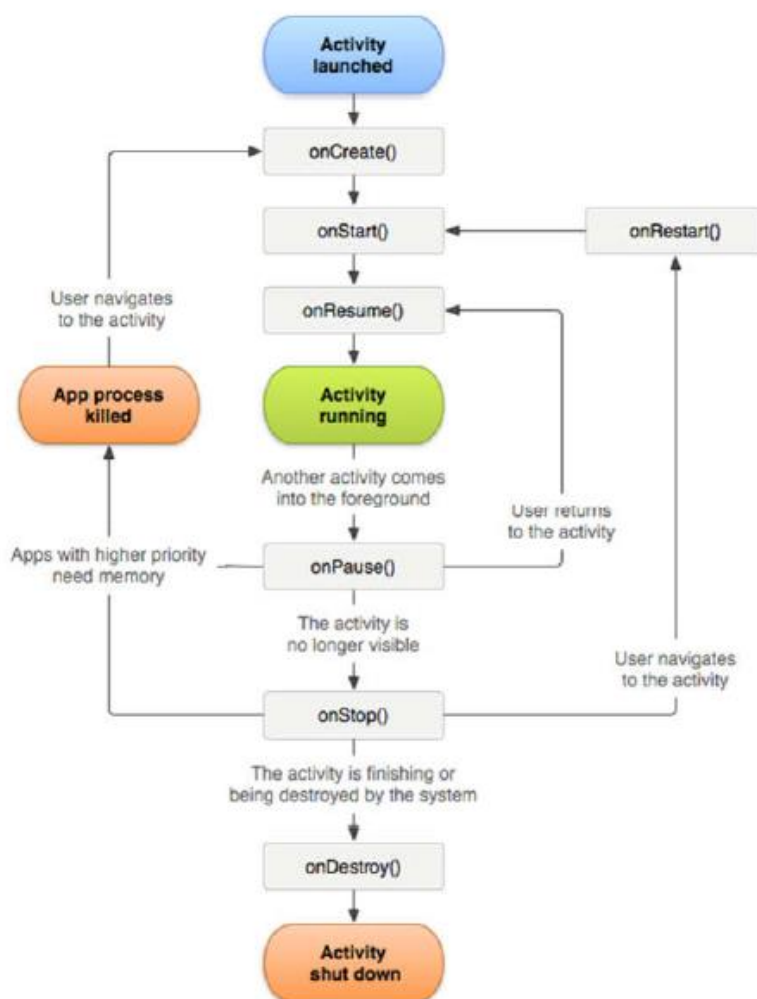 Activity
launched
onCreate()
onStart()
onRestart()
User navigates
to the activity
onResume()
App process
killed
Activity
running
Another activity comes
into the foreground
User returns
to the activity
Apps with higher priority
need memory
onPause()
The activity is
no longer visible
User navigates
to the activity
onStop()
The activity is finishing or
being destroyed by the system
onDestroy()
Activity
shut down